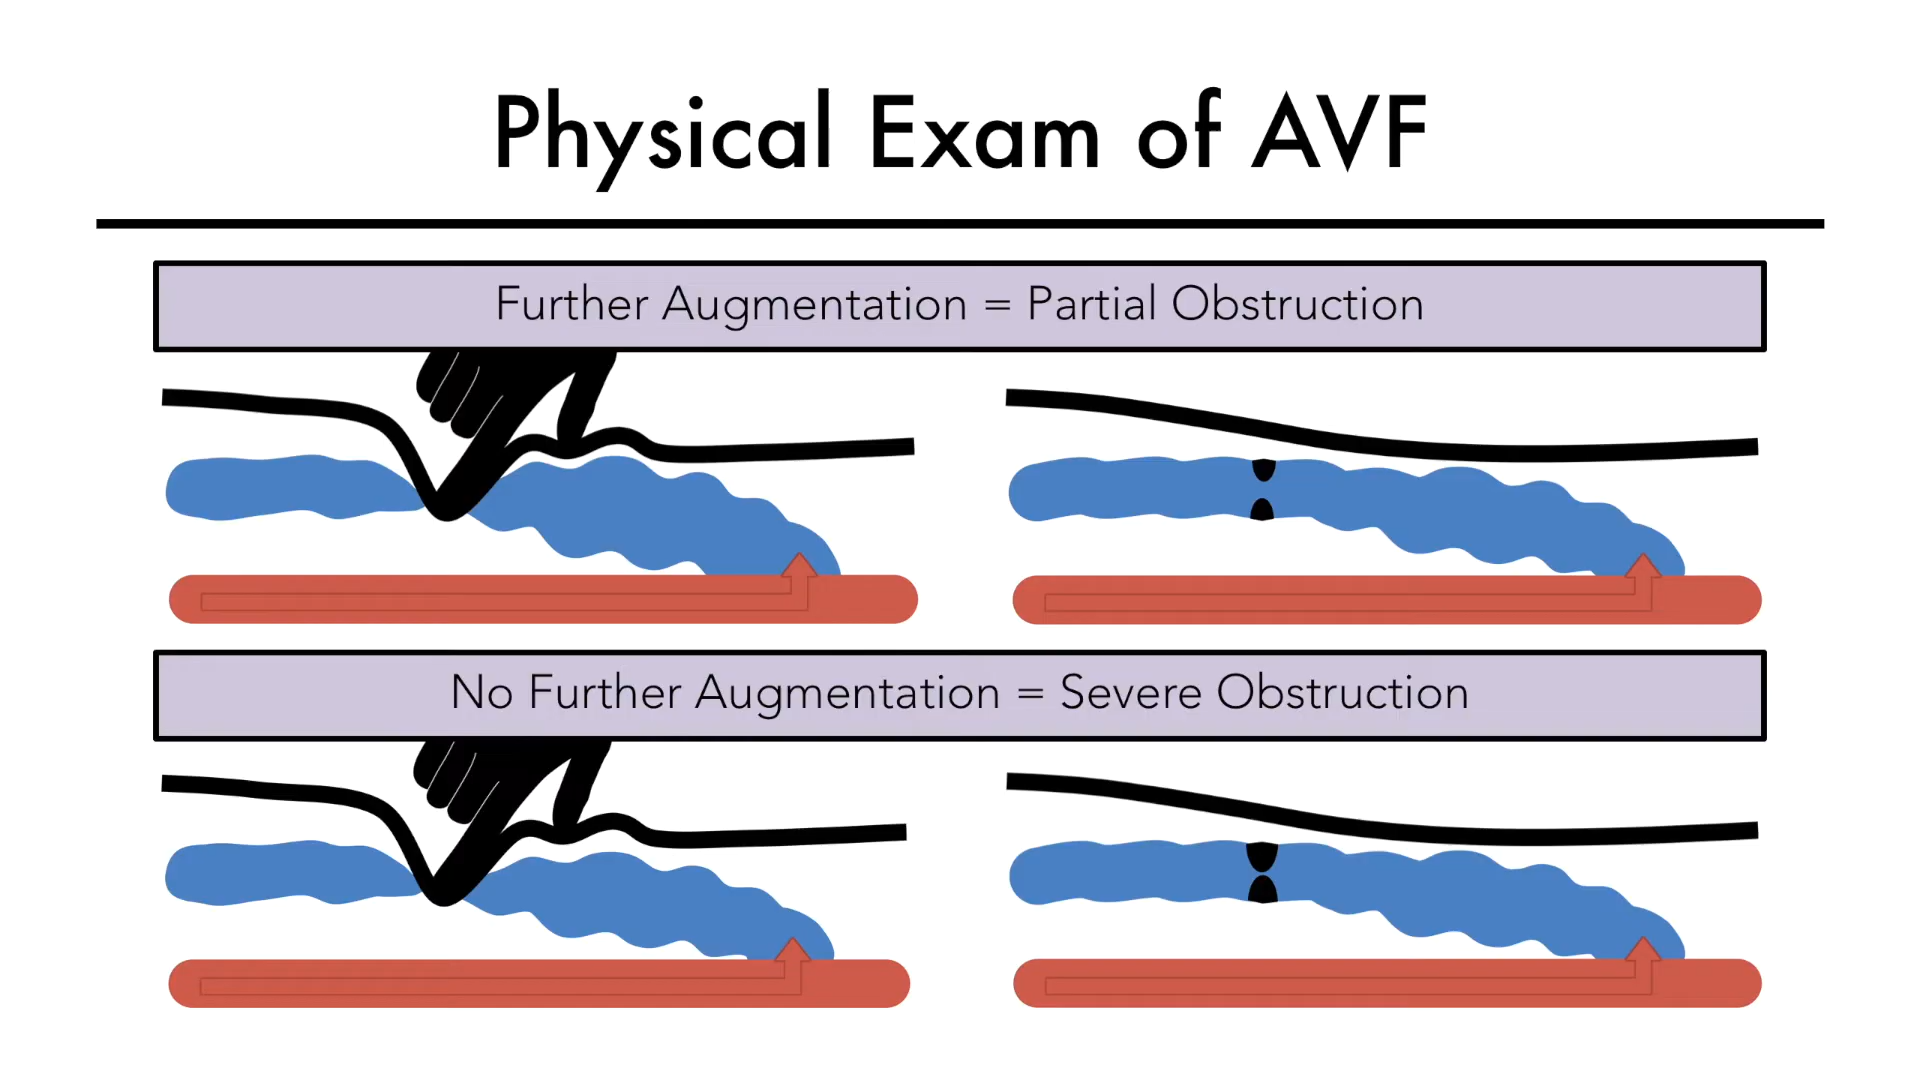 Physical Exam of AVF
Further Augmentation = Partial Obstruction
No Further Augmentation = Severe Obstruction